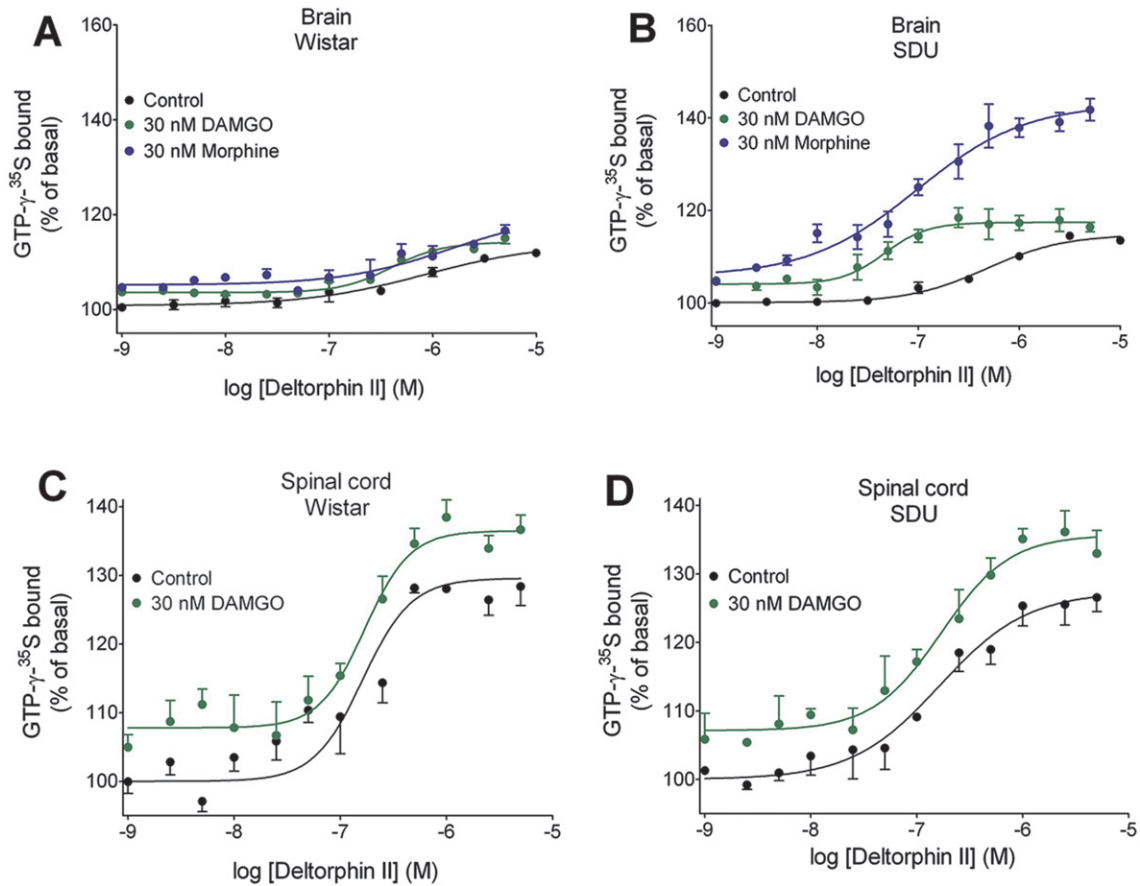 A
Brain
Wistar
Control
30 nM DAMGO
30 nM Morphine
GTP-γ-³⁵S bound
(% of basal)
160
140
120
100
-9 -8 -7 -6 -5
log [Deltorphin II] (M)
B
Brain
SDU
Control
30 nM DAMGO
30 nM Morphine
GTP-γ-³⁵S bound
(% of basal)
160
140
120
100
-9 -8 -7 -6 -5
log [Deltorphin II] (M)
C
Spinal cord
Wistar
Control
30 nM DAMGO
GTP-γ-³⁵S bound
(% of basal)
140
130
120
110
100
-9 -8 -7 -6 -5
log [Deltorphin II] (M)
D
Spinal cord
SDU
Control
30 nM DAMGO
GTP-γ-³⁵S bound
(% of basal)
140
130
120
110
100
-9 -8 -7 -6 -5
log [Deltorphin II] (M)